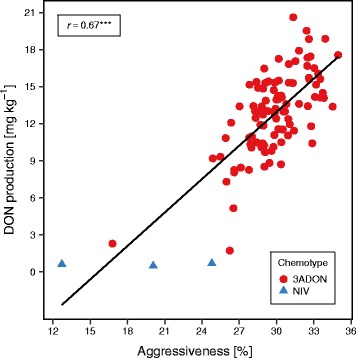 r = 0.67***
DON production [mg kg⁻¹]
21
18
15
12
9
6
3
0
Chemotype
3ADON
NIV
12 15 18 21 24 27 30 33 36
Aggressiveness [%]